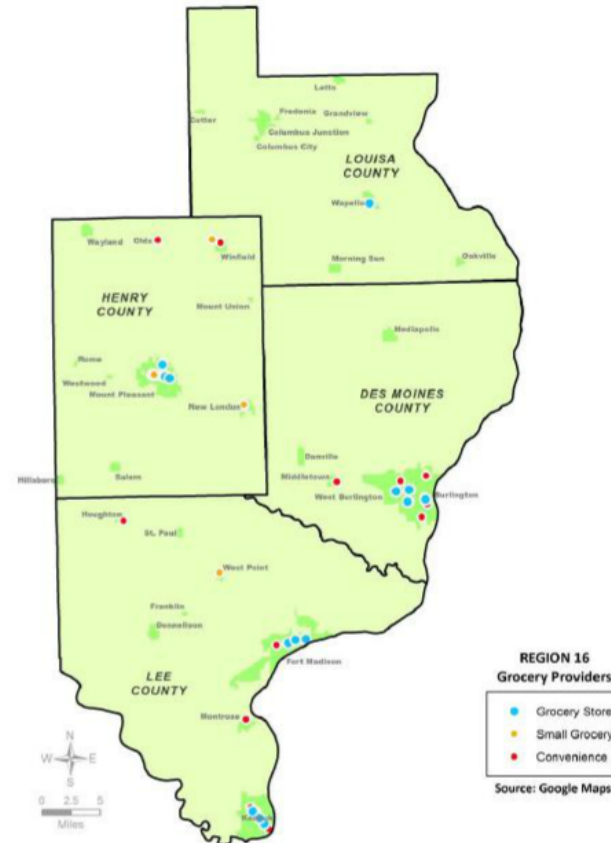 Letts
Cotter
Fredonia
Grandview
Columbus Junction
Columbus City
LOUISA
COUNTY
Wapello
Wayland
Olds
Winfield
Morning Sun
Oakville
HENRY
COUNTY
Mount Union
Mediapolis
Rome
Westwood
Mount Pleasant
DES MOINES
COUNTY
New London
Danville
Hillsboro
Salem
Middletown
West Burlington
Burlington
Houghton
St. Paul
West Point
Franklin
Donnellson
Fort Madison
LEE
COUNTY
Montrose
REGION 16
Grocery Providers
Grocery Store
Small Grocery
Convenience
Source: Google Maps
N
W E
S
0 2.5 5
Miles